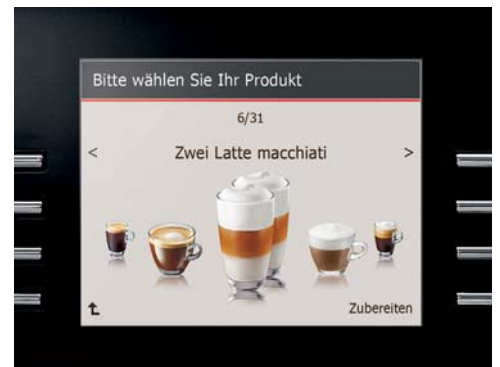 Bitte wählen Sie Ihr Produkt
6/31
< Zwei Latte macchiati >
Zubereiten